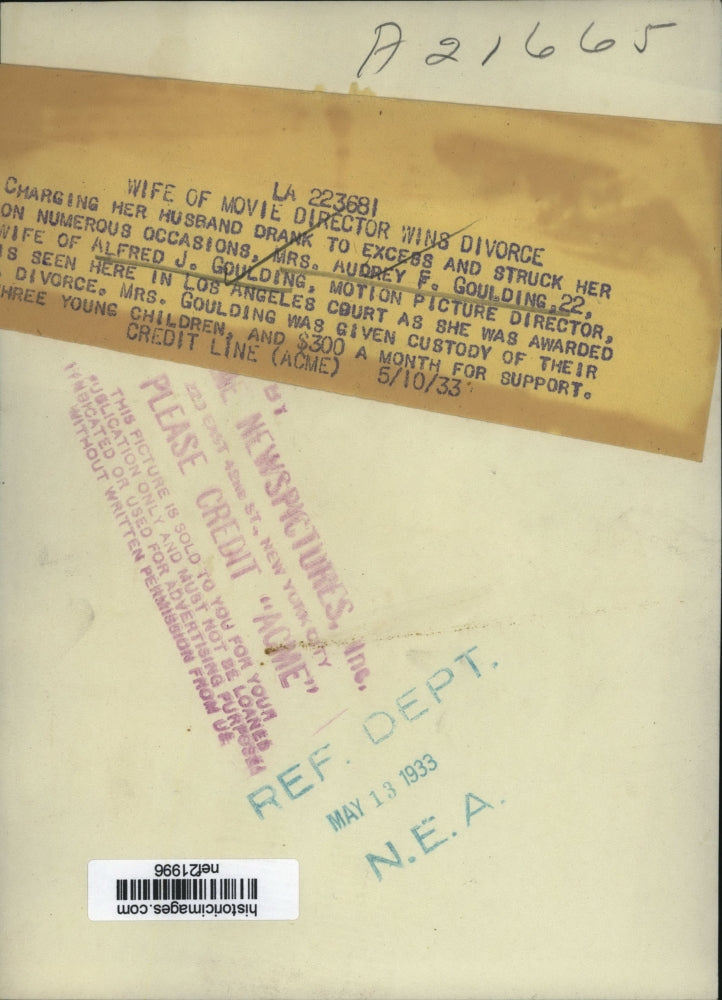 A21665
LA 223681
WIFE OF MOVIE DIRECTOR WINS DIVORCE
CHARGING HER HUSBAND DRANK TO EXCESS AND STRUCK HER
ON NUMEROUS OCCASIONS, MRS. AUDREY F. GOULDING, 22,
WIFE OF ALFRED J. GOULDING, MOTION PICTURE DIRECTOR,
IS SEEN HERE IN LOS ANGELES COURT AS SHE WAS AWARDED
DIVORCE. MRS. GOULDING WAS GIVEN CUSTODY OF THEIR
THREE YOUNG CHILDREN, AND $300 A MONTH FOR SUPPORT.
CREDIT LINE (ACME) 5/10/33
BY
ME NEWSPICTURES, Inc.
EAST 42ND ST., NEW YORK CITY
PLEASE CREDIT "ACME"
THIS PICTURE IS SOLD TO YOU FOR YOUR
PUBLICATION ONLY AND MUST NOT BE LOANED
SYNDICATED OR USED FOR ADVERTISING PURPOSES
WITHOUT WRITTEN PERMISSION FROM US
REF. DEPT.
MAY 13 1933
N.E.A.
historicimages.com
nef21996